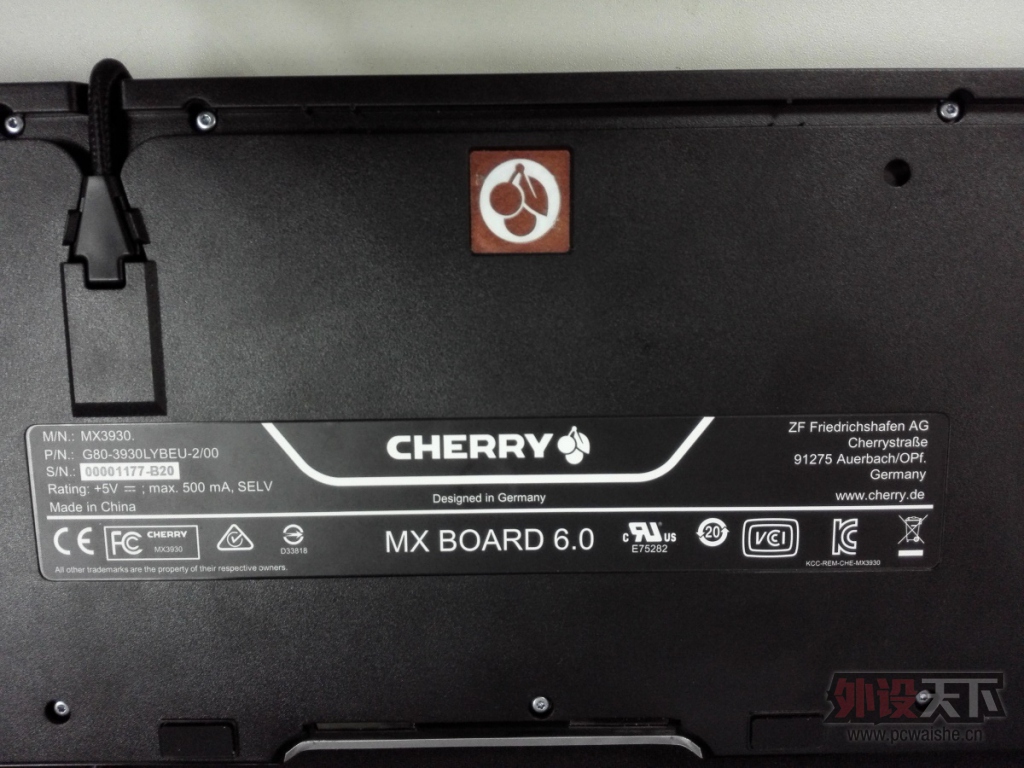 M/N.: MX3930.
P/N.: G80-3930LYBEU-2/00
S/N.: 00001177-B20
Rating: +5V ⎓ ; max. 500 mA, SELV
Made in China
CHERRY
Designed in Germany
ZF Friedrichshafen AG
Cherrystraße
91275 Auerbach/OPf.
Germany
www.cherry.de
CE
FC CHERRY
MX3930
D33818
MX BOARD 6.0
c RU US
E75282
20
VCI
KC
KCC-REM-CHE-MX3930
All other trademarks are the property of their respective owners.
外设天下
www.pcwaishe.cn